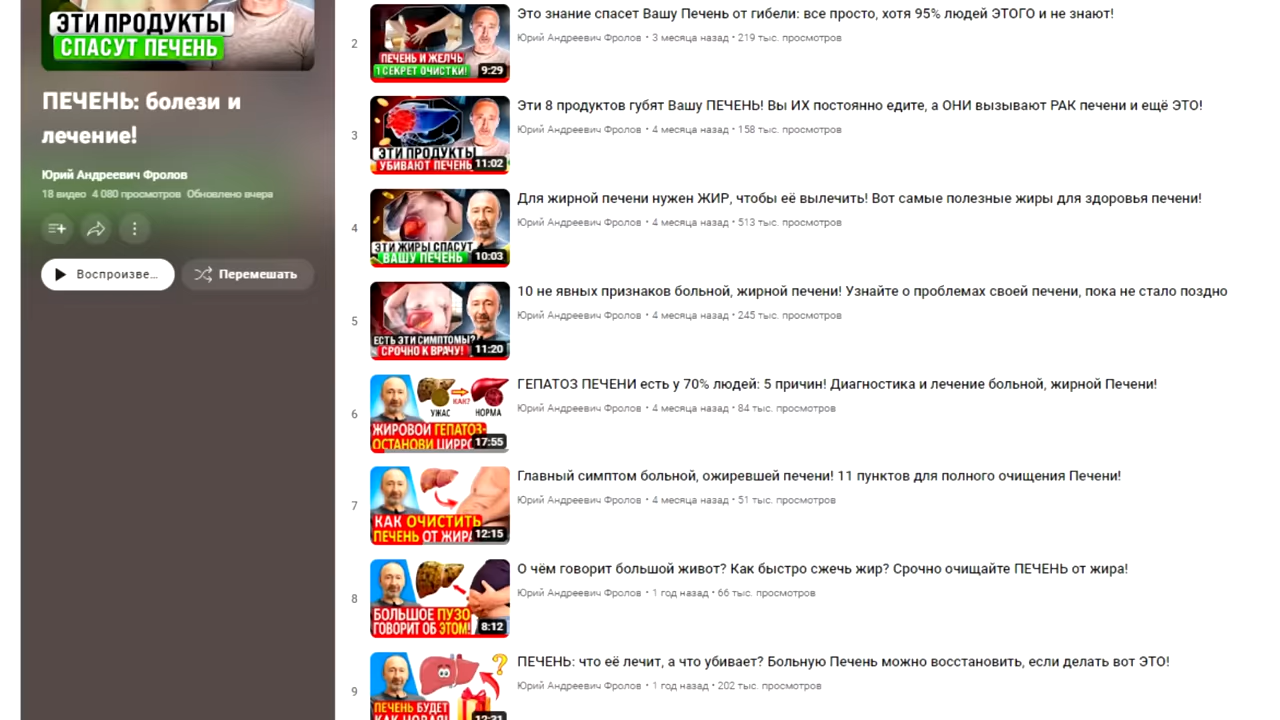 ЭТИ ПРОДУКТЫ
СПАСУТ ПЕЧЕНЬ
ПЕЧЕНЬ: болези и
лечение!
Юрий Андреевич Фролов
18 видео 4 080 просмотров Обновлено вчера
Воспроизве...
Перемешать
2
ПЕЧЕНЬ И ЖЕЛЧЬ
1 СЕКРЕТ ОЧИСТКИ!
9:29
Это знание спасет Вашу Печень от гибели: все просто, хотя 95% людей ЭТОГО и не знают!
Юрий Андреевич Фролов • 3 месяца назад • 219 тыс. просмотров
3
ЭТИ ПРОДУКТЫ
УБИВАЮТ ПЕЧЕНЬ
11:02
Эти 8 продуктов губят Вашу ПЕЧЕНЬ! Вы ИХ постоянно едите, а ОНИ вызывают РАК печени и ещё ЭТО!
Юрий Андреевич Фролов • 4 месяца назад • 158 тыс. просмотров
4
ЭТИ ЖИРЫ СПАСУТ
ВАШУ ПЕЧЕНЬ
10:03
Для жирной печени нужен ЖИР, чтобы её вылечить! Вот самые полезные жиры для здоровья печени!
Юрий Андреевич Фролов • 4 месяца назад • 513 тыс. просмотров
5
ЕСТЬ ЭТИ СИМПТОМЫ?
СРОЧНО К ВРАЧУ!
11:20
10 не явных признаков больной, жирной печени! Узнайте о проблемах своей печени, пока не стало поздно
Юрий Андреевич Фролов • 4 месяца назад • 245 тыс. просмотров
6
КАК?
УЖАС НОРМА
ЖИРОВОЙ ГЕПАТОЗ-
ОСТАНОВИ ЦИРРО
17:55
ГЕПАТОЗ ПЕЧЕНИ есть у 70% людей: 5 причин! Диагностика и лечение больной, жирной Печени!
Юрий Андреевич Фролов • 4 месяца назад • 84 тыс. просмотров
7
КАК ОЧИСТИТЬ
ПЕЧЕНЬ ОТ ЖИРА
12:15
Главный симптом больной, ожиревшей печени! 11 пунктов для полного очищения Печени!
Юрий Андреевич Фролов • 4 месяца назад • 51 тыс. просмотров
8
БОЛЬШОЕ ПУЗО
ГОВОРИТ ОБ ЭТОМ!
8:12
О чём говорит большой живот? Как быстро сжечь жир? Срочно очищайте ПЕЧЕНЬ от жира!
Юрий Андреевич Фролов • 1 год назад • 66 тыс. просмотров
9
?
ПЕЧЕНЬ БУДЕТ
КАК НОВАЯ!
12:31
ПЕЧЕНЬ: что её лечит, а что убивает? Больную Печень можно восстановить, если делать вот ЭТО!
Юрий Андреевич Фролов • 1 год назад • 202 тыс. просмотров